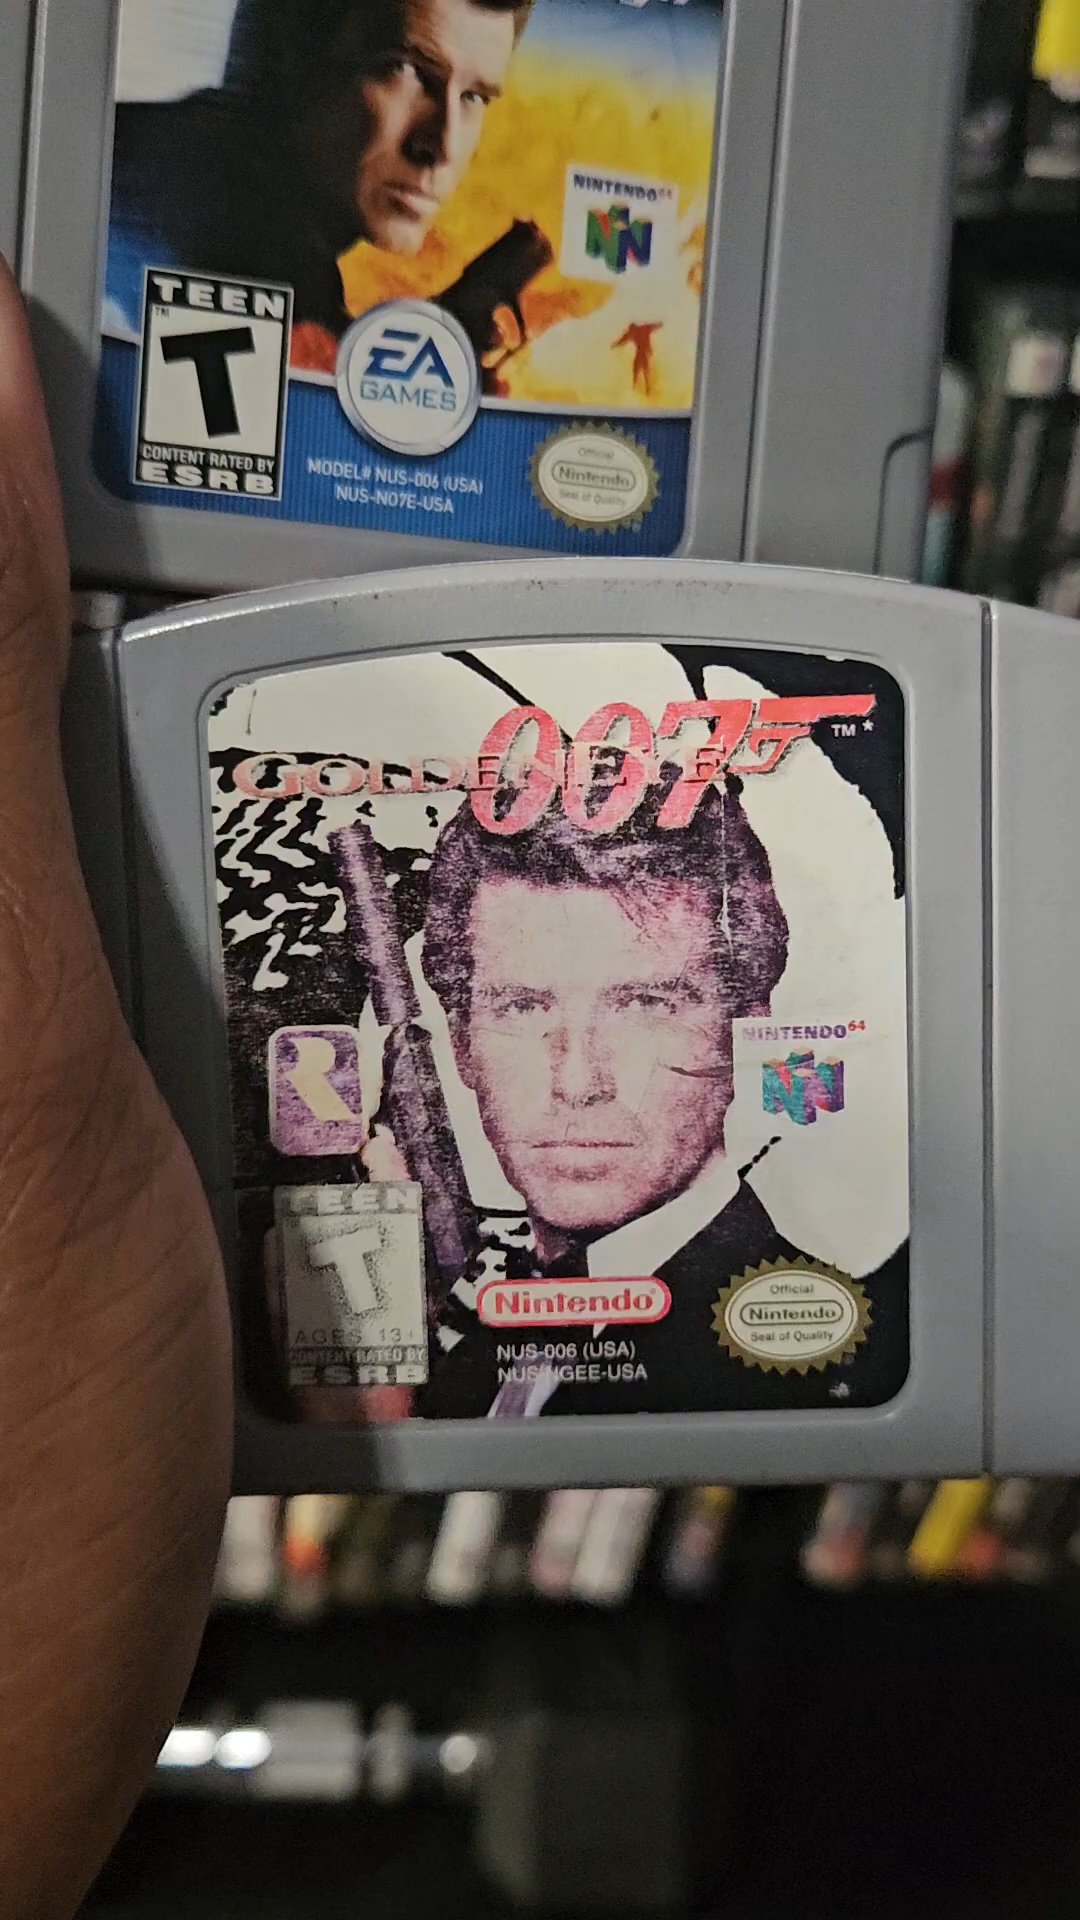 NINTENDO64
TEEN
TM
T
CONTENT RATED BY
ESRB
EA
GAMES
MODEL# NUS-006 (USA)
NUS-NO7E-USA
Official
Nintendo
Seal of Quality
007
TM *
GOLDENEYE
R
NINTENDO64
TEEN
T
AGES 13+
CONTENT RATED BY
ESRB
Nintendo®
NUS-006 (USA)
NUS-NGEE-USA
Official
Nintendo
Seal of Quality